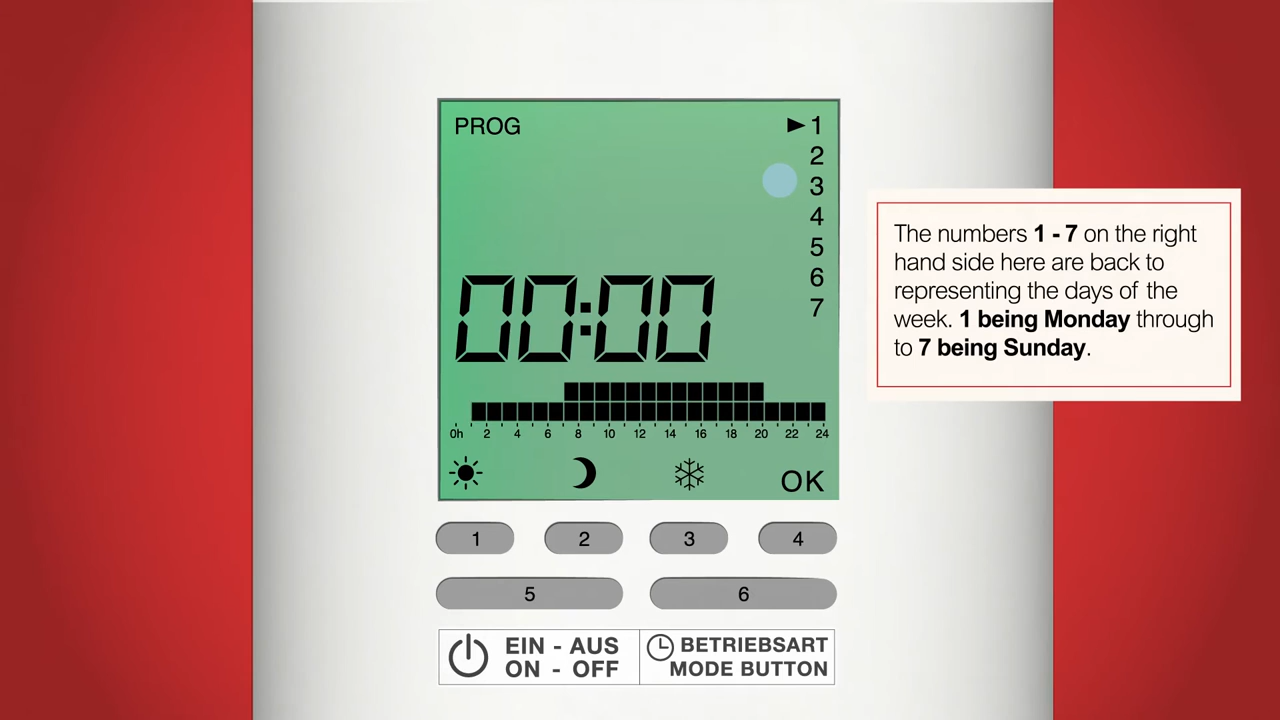 PROG
►1
2
3
4
5
6
7
00:00
0h 2 4 6 8 10 12 14 16 18 20 22 24
OK
1 2 3 4
5 6
EIN - AUS
ON - OFF
BETRIEBSART
MODE BUTTON
The numbers 1 - 7 on the right
hand side here are back to
representing the days of the
week. 1 being Monday through
to 7 being Sunday.